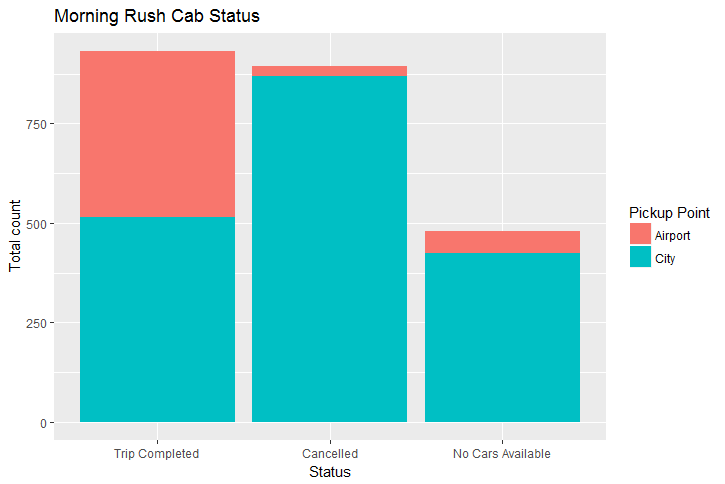 Morning Rush Cab Status
Total count
750
500
250
0
Trip Completed
Cancelled
No Cars Available
Status
Pickup Point
Airport
City